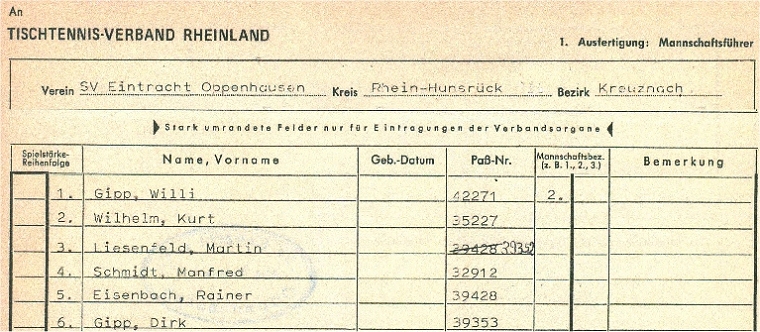 An
TISCHTENNIS-VERBAND RHEINLAND
1. Ausfertigung: Mannschaftsführer
Verein SV Eintracht Oppenhausen Kreis Rhein-Hunsrück Bezirk Kreuznach
Stark umrandete Felder nur für Eintragungen der Verbandsorgane
Spielstärke-Reihenfolge Name, Vorname Geb.-Datum Paß-Nr. Mannschaftsbez. (z. B. 1., 2., 3.) Bemerkung
1. Gipp, Willi 42271 2.
2. Wilhelm, Kurt 35227
3. Liesenfeld, Martin 39428 39352
4. Schmidt, Manfred 32912
5. Eisenbach, Rainer 39428
6. Gipp, Dirk 39353